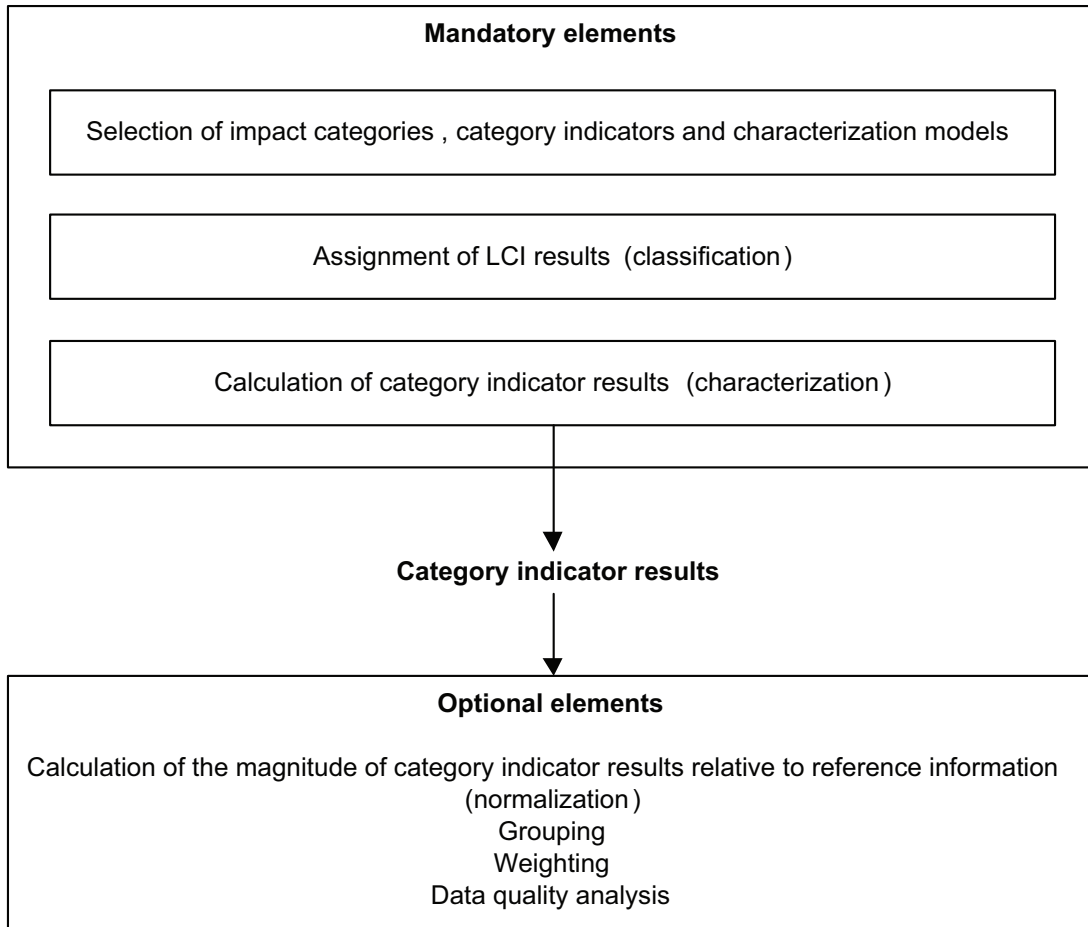 Mandatory elements
Selection of impact categories , category indicators and characterization models
Assignment of LCI results (classification)
Calculation of category indicator results (characterization)
Category indicator results
Optional elements
Calculation of the magnitude of category indicator results relative to reference information
(normalization)
Grouping
Weighting
Data quality analysis